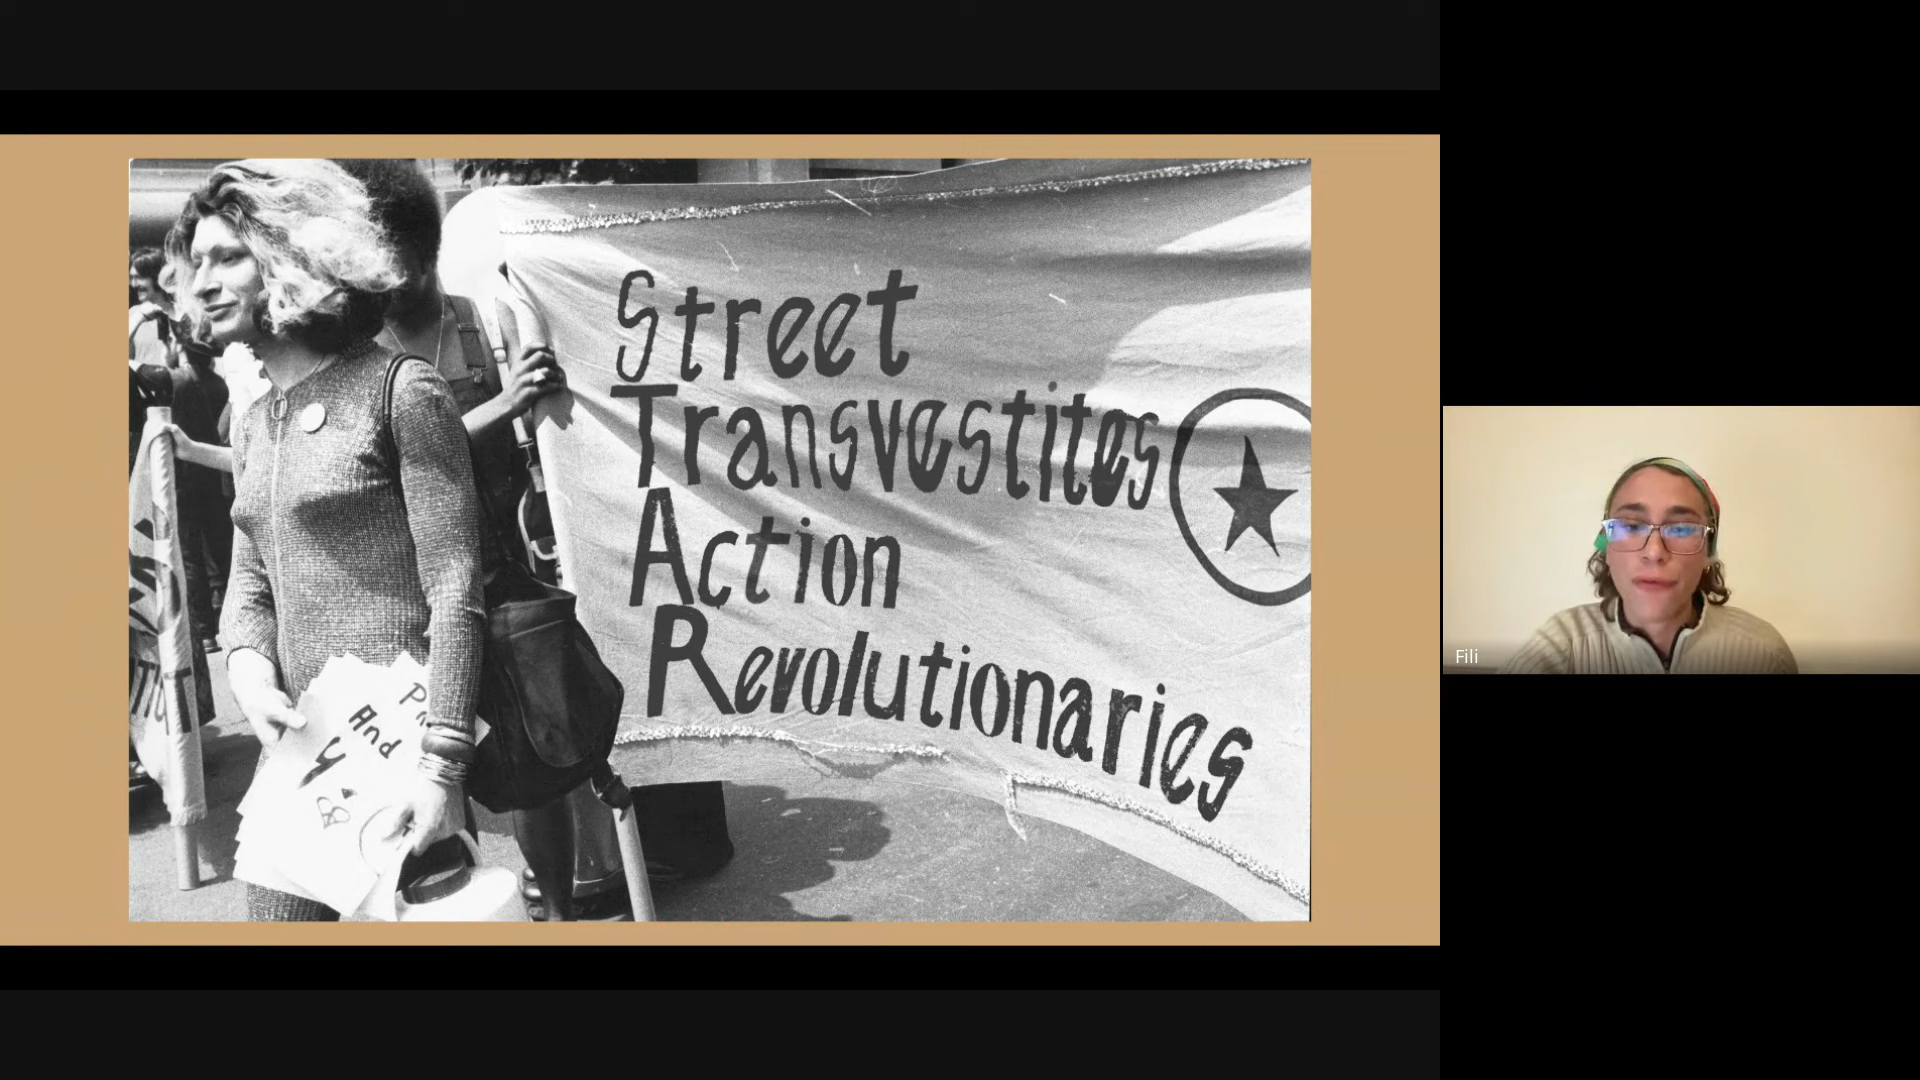 Street
Transvestites
Action
Revolutionaries
And
Fili